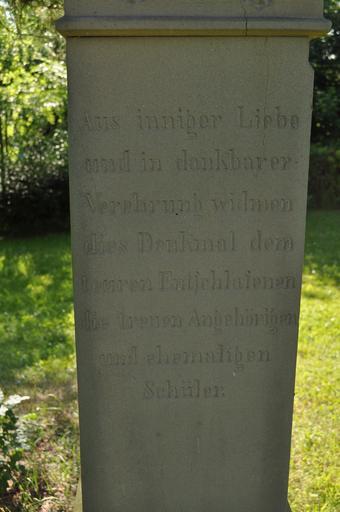 Aus inniger Liebe
und in dankbarer
Verehrung widmen
dies Denkmal dem
teuren Entschlafenen
die treuen Angehörigen
und ehemaligen
Schüler.